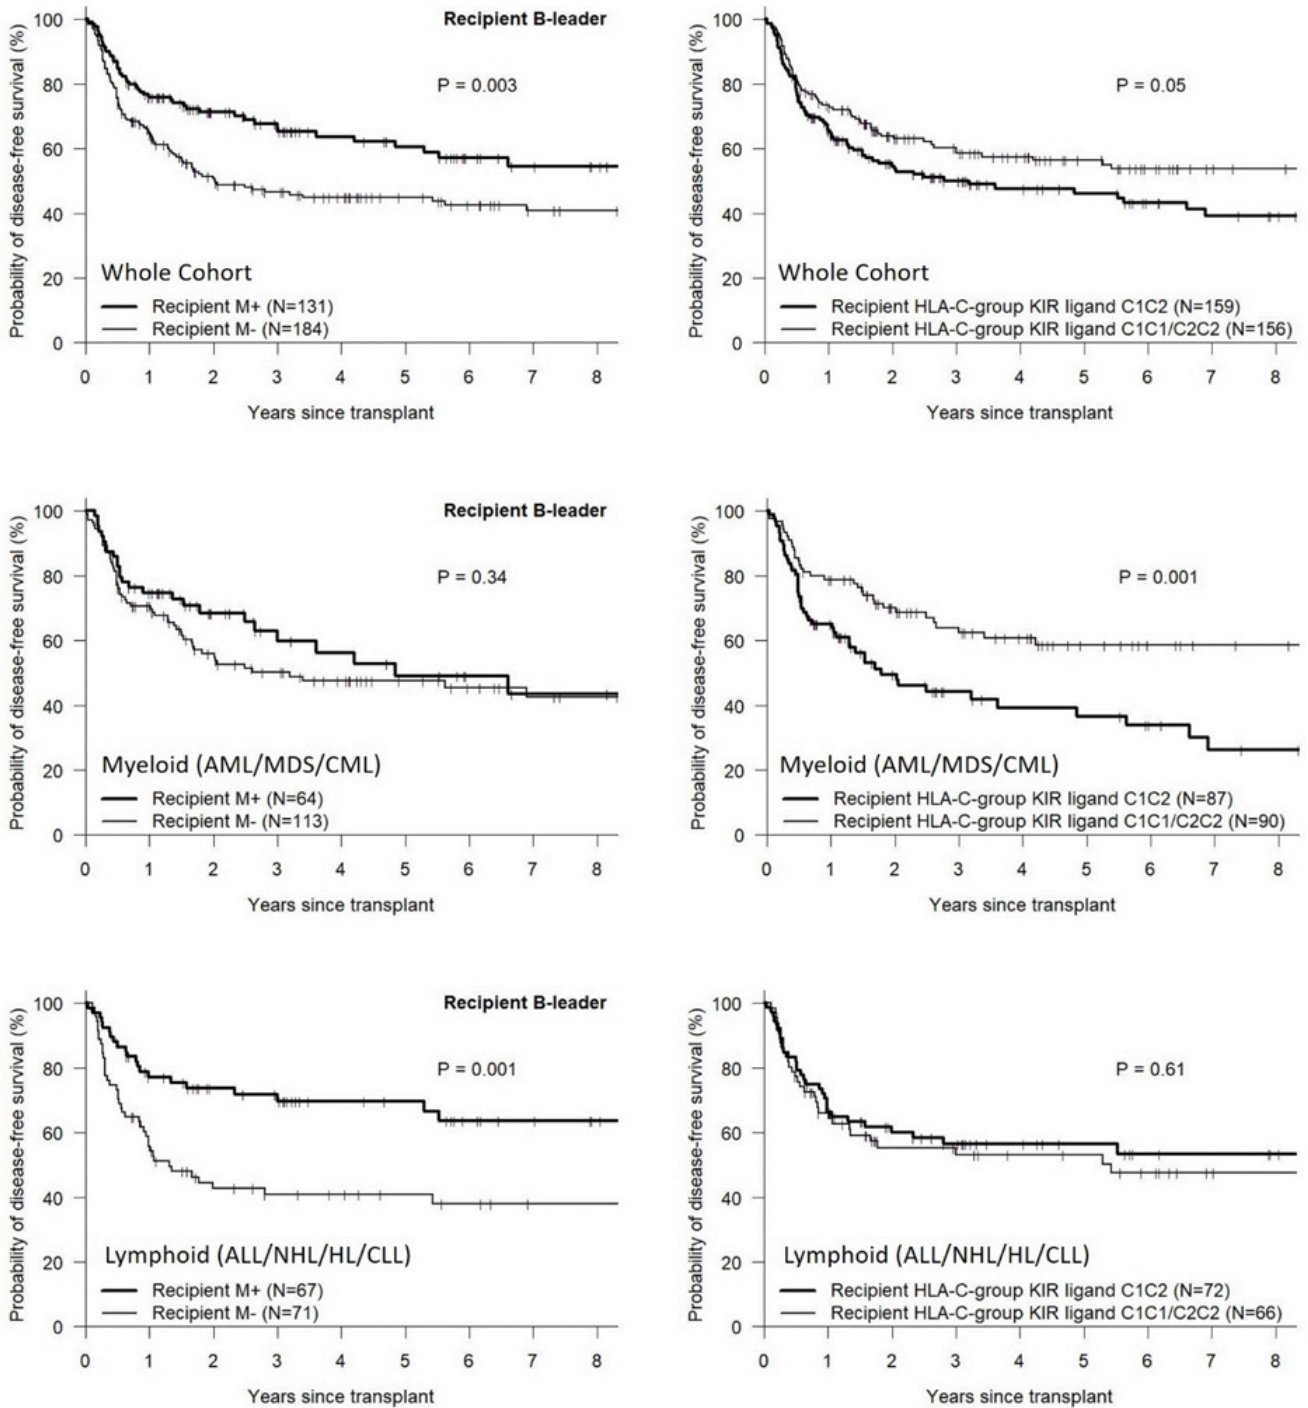 Probability of disease-free survival (%)
100
80
60
40
20
0
Recipient B-leader
P = 0.003
Whole Cohort
Recipient M+ (N=131)
Recipient M- (N=184)
0 1 2 3 4 5 6 7 8
Years since transplant
Probability of disease-free survival (%)
100
80
60
40
20
0
P = 0.05
Whole Cohort
Recipient HLA-C-group KIR ligand C1C2 (N=159)
Recipient HLA-C-group KIR ligand C1C1/C2C2 (N=156)
0 1 2 3 4 5 6 7 8
Years since transplant
Probability of disease-free survival (%)
100
80
60
40
20
0
Recipient B-leader
P = 0.34
Myeloid (AML/MDS/CML)
Recipient M+ (N=64)
Recipient M- (N=113)
0 1 2 3 4 5 6 7 8
Years since transplant
Probability of disease-free survival (%)
100
80
60
40
20
0
P = 0.001
Myeloid (AML/MDS/CML)
Recipient HLA-C-group KIR ligand C1C2 (N=87)
Recipient HLA-C-group KIR ligand C1C1/C2C2 (N=90)
0 1 2 3 4 5 6 7 8
Years since transplant
Probability of disease-free survival (%)
100
80
60
40
20
0
Recipient B-leader
P = 0.001
Lymphoid (ALL/NHL/HL/CLL)
Recipient M+ (N=67)
Recipient M- (N=71)
0 1 2 3 4 5 6 7 8
Years since transplant
Probability of disease-free survival (%)
100
80
60
40
20
0
P = 0.61
Lymphoid (ALL/NHL/HL/CLL)
Recipient HLA-C-group KIR ligand C1C2 (N=72)
Recipient HLA-C-group KIR ligand C1C1/C2C2 (N=66)
0 1 2 3 4 5 6 7 8
Years since transplant